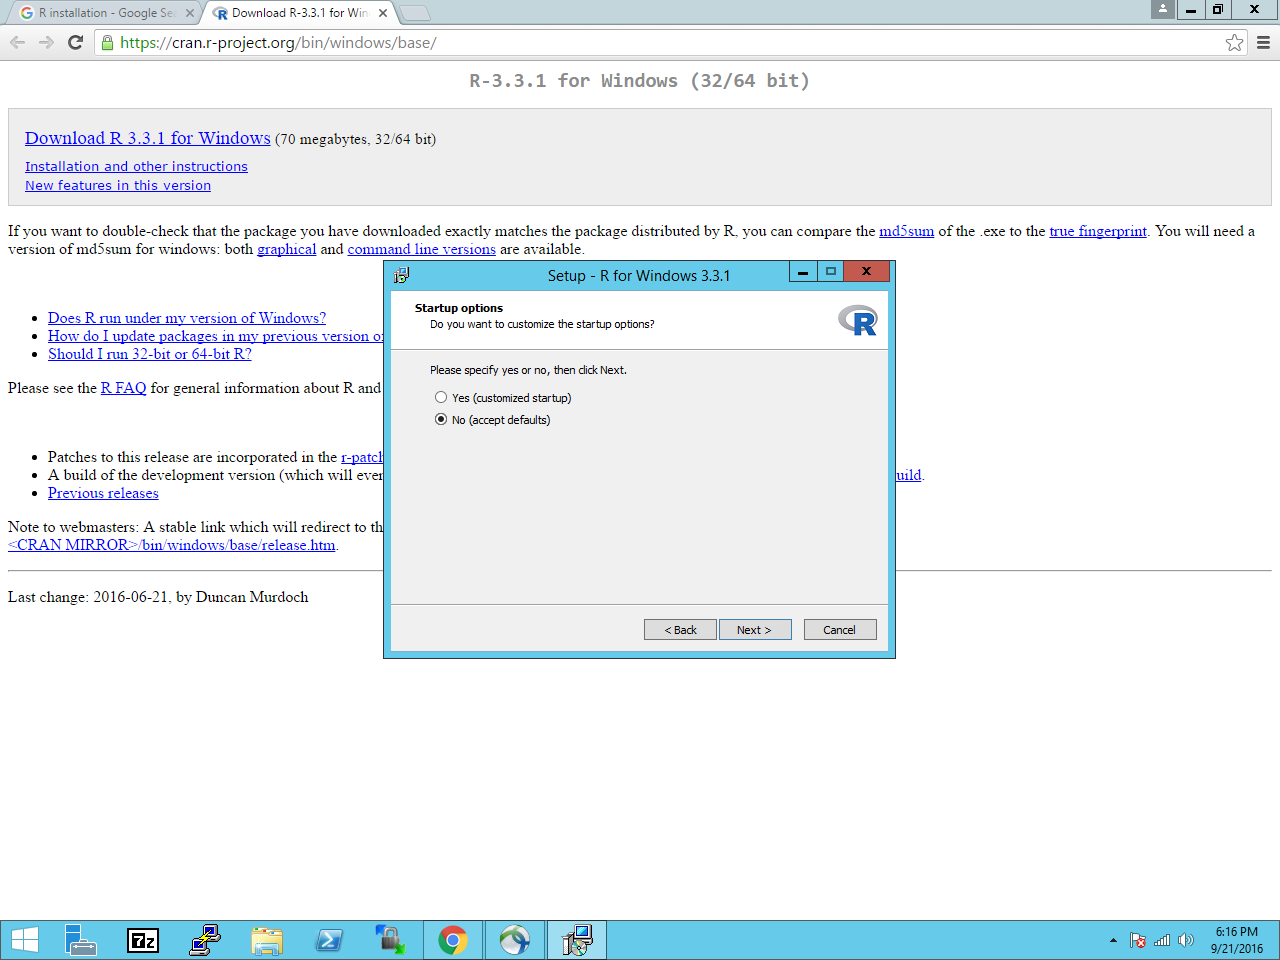 R installation - Google Se
Download R-3.3.1 for Win
https://cran.r-project.org/bin/windows/base/
R-3.3.1 for Windows (32/64 bit)
Download R 3.3.1 for Windows (70 megabytes, 32/64 bit)
Installation and other instructions
New features in this version
If you want to double-check that the package you have downloaded exactly matches the package distributed by R, you can compare the md5sum of the .exe to the true fingerprint. You will need a
version of md5sum for windows: both graphical and command line versions are available.
Setup - R for Windows 3.3.1
Startup options
Do you want to customize the startup options?
R
Please specify yes or no, then click Next.
Yes (customized startup)
No (accept defaults)
< Back
Next >
Cancel
Does R run under my version of Windows?
How do I update packages in my previous version of
Should I run 32-bit or 64-bit R?
Please see the R FAQ for general information about R and
Patches to this release are incorporated in the r-patch
A build of the development version (which will even uild.
Previous releases
Note to webmasters: A stable link which will redirect to th
<CRAN MIRROR>/bin/windows/base/release.htm.
Last change: 2016-06-21, by Duncan Murdoch
7z
6:16 PM
9/21/2016